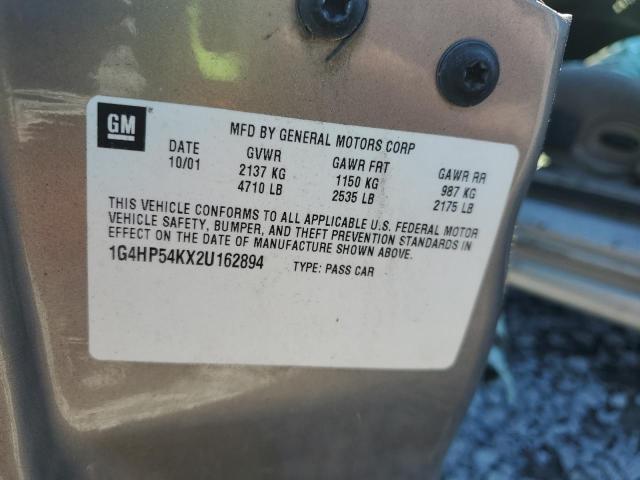 GM
MFD BY GENERAL MOTORS CORP
DATE GVWR GAWR FRT GAWR RR
10/01 2137 KG 1150 KG 987 KG
4710 LB 2535 LB 2175 LB
THIS VEHICLE CONFORMS TO ALL APPLICABLE U.S. FEDERAL MOTOR
VEHICLE SAFETY, BUMPER, AND THEFT PREVENTION STANDARDS IN
EFFECT ON THE DATE OF MANUFACTURE SHOWN ABOVE.
1G4HP54KX2U162894 TYPE: PASS CAR